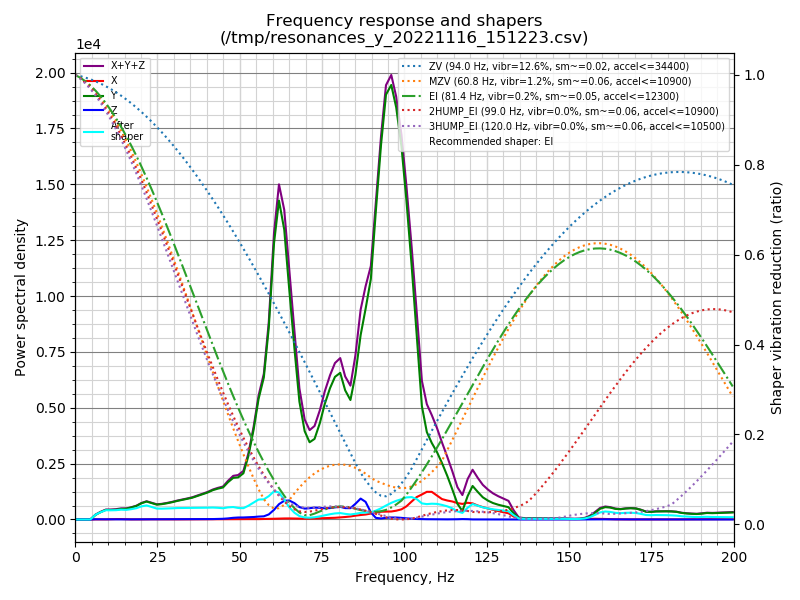 Frequency response and shapers
(/tmp/resonances_y_20221116_151223.csv)
1e4
X+Y+Z
X
Y
Z
After
shaper
ZV (94.0 Hz, vibr=12.6%, sm~=0.02, accel<=34400)
MZV (60.8 Hz, vibr=1.2%, sm~=0.06, accel<=10900)
EI (81.4 Hz, vibr=0.2%, sm~=0.05, accel<=12300)
2HUMP_EI (99.0 Hz, vibr=0.0%, sm~=0.06, accel<=10900)
3HUMP_EI (120.0 Hz, vibr=0.0%, sm~=0.06, accel<=10500)
Recommended shaper: EI
2.00
1.75
1.50
1.25
1.00
0.75
0.50
0.25
0.00
Power spectral density
1.0
0.8
0.6
0.4
0.2
0.0
Shaper vibration reduction (ratio)
0 25 50 75 100 125 150 175 200
Frequency, Hz